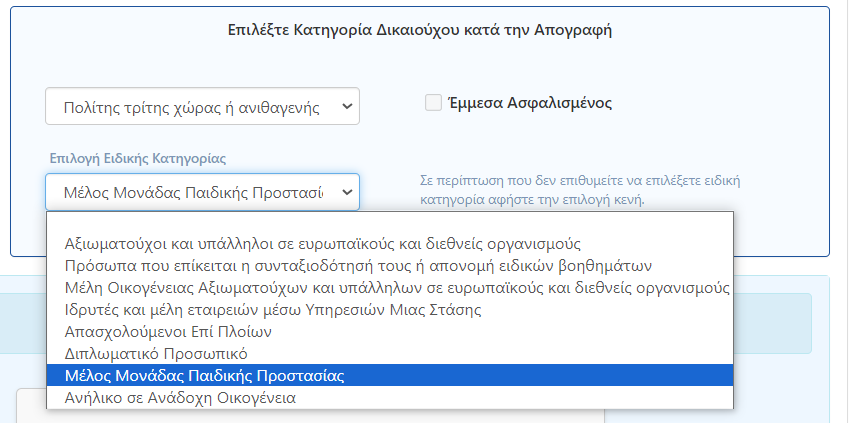 Επιλέξτε Κατηγορία Δικαιούχου κατά την Απογραφή
Πολίτης τρίτης χώρας ή ανιθαγενής
Έμμεσα Ασφαλισμένος
Επιλογή Ειδικής Κατηγορίας
Μέλος Μονάδας Παιδικής Προστασί
Σε περίπτωση που δεν επιθυμείτε να επιλέξετε ειδική
κατηγορία αφήστε την επιλογή κενή.
Αξιωματούχοι και υπάλληλοι σε ευρωπαϊκούς και διεθνείς οργανισμούς
Πρόσωπα που επίκειται η συνταξιοδότησή τους ή απονομή ειδικών βοηθημάτων
Μέλη Οικογένειας Αξιωματούχων και υπάλληλων σε ευρωπαϊκούς και διεθνείς οργανισμούς
Ιδρυτές και μέλη εταιρειών μέσω Υπηρεσιών Μιας Στάσης
Απασχολούμενοι Επί Πλοίων
Διπλωματικό Προσωπικό
Μέλος Μονάδας Παιδικής Προστασίας
Ανήλικο σε Ανάδοχη Οικογένεια